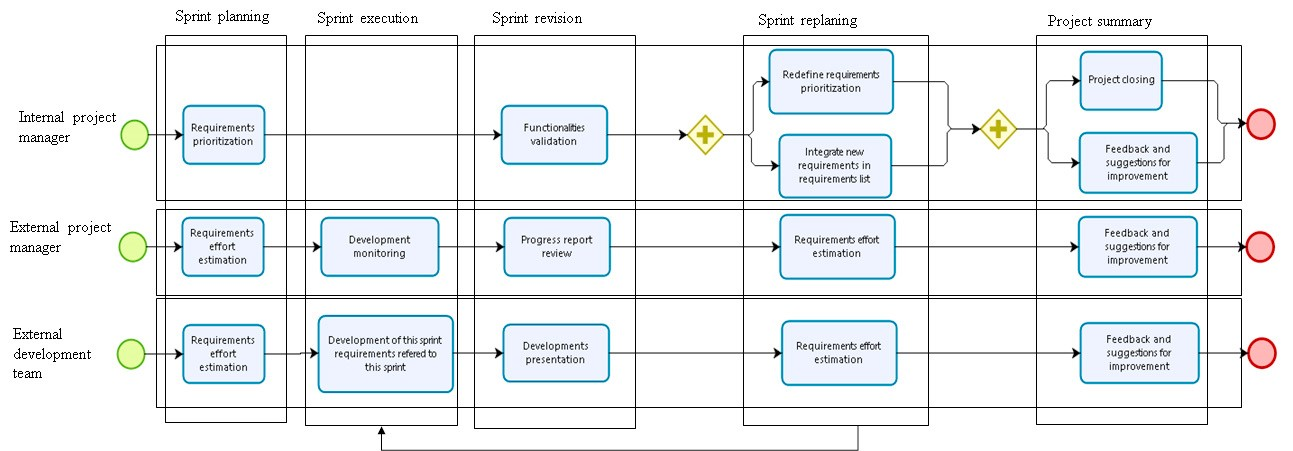 Sprint planning
Sprint execution
Sprint revision
Sprint replaning
Project summary
Internal project
manager
Requirements
prioritization
Functionalities
validation
Redefine requirements
prioritization
Integrate new
requirements in
requirements list
Project closing
Feedback and
suggestions for
improvement
External project
manager
Requirements
effort
estimation
Development
monitoring
Progress report
review
Requirements effort
estimation
Feedback and
suggestions for
improvement
External
development
team
Requirements
effort
estimation
Development of this sprint
requirements refered to
this sprint
Developments
presentation
Requirements effort
estimation
Feedback and
suggestions for
improvement